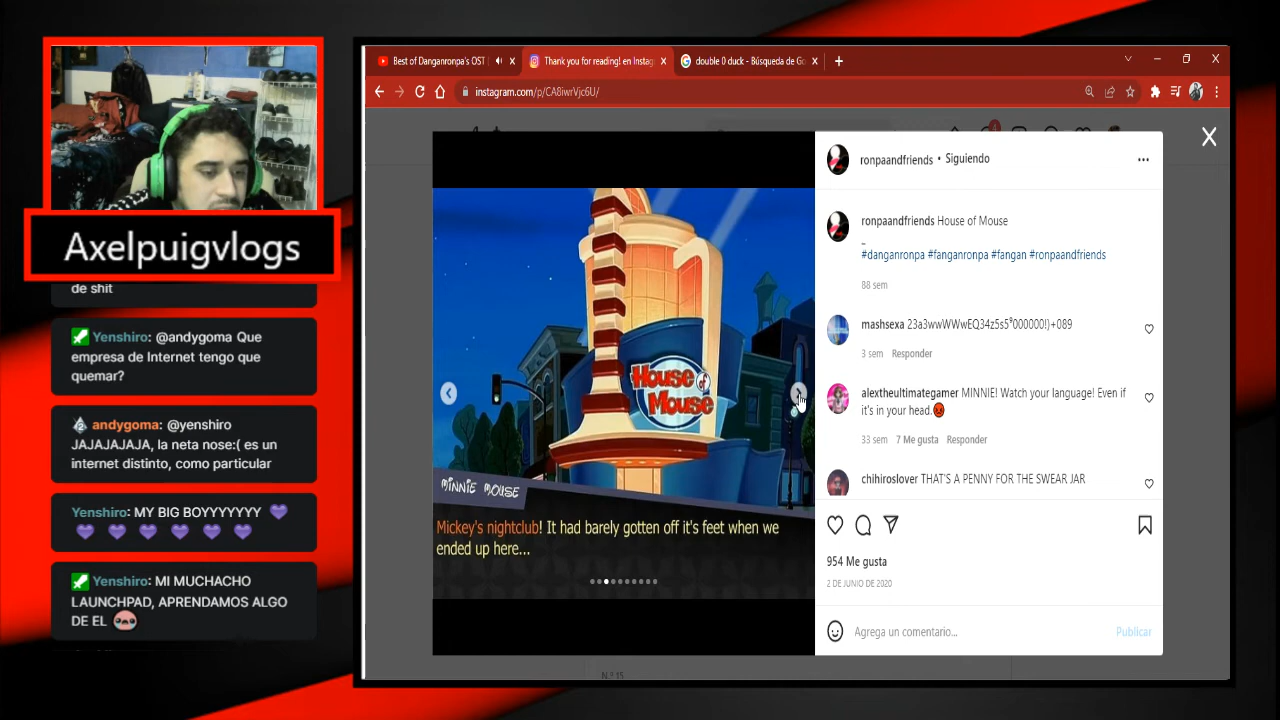 Best of Danganronpa's OST
Thank you for reading! en Instag
double 0 duck - Búsqueda de Go
instagram.com/p/CA8iwrVjc6U/
Axelpuigvlogs
de shit
Yenshiro: @andygoma Que
empresa de Internet tengo que
quemar?
andygoma: @yenshiro
JAJAJAJAJA, la neta nose:( es un
internet distinto, como particular
Yenshiro: MY BIG BOYYYYYYY
Yenshiro: MI MUCHACHO
LAUNCHPAD, APRENDAMOS ALGO
DE EL
House of
Mouse
MINNIE MOUSE
Mickey's nightclub! It had barely gotten off it's feet when we
ended up here...
ronpaandfriends • Siguiendo
ronpaandfriends House of Mouse
_
#danganronpa #fanganronpa #fangan #ronpaandfriends
88 sem
mashsexa 23a3wwWWwEQ34z5s5⁹000000!)+089
3 sem Responder
alextheultimategamer MINNIE! Watch your language! Even if
it's in your head.
33 sem 7 Me gusta Responder
chihiroslover THAT'S A PENNY FOR THE SWEAR JAR
954 Me gusta
2 DE JUNIO DE 2020
Agrega un comentario...
Publicar
N.º 15